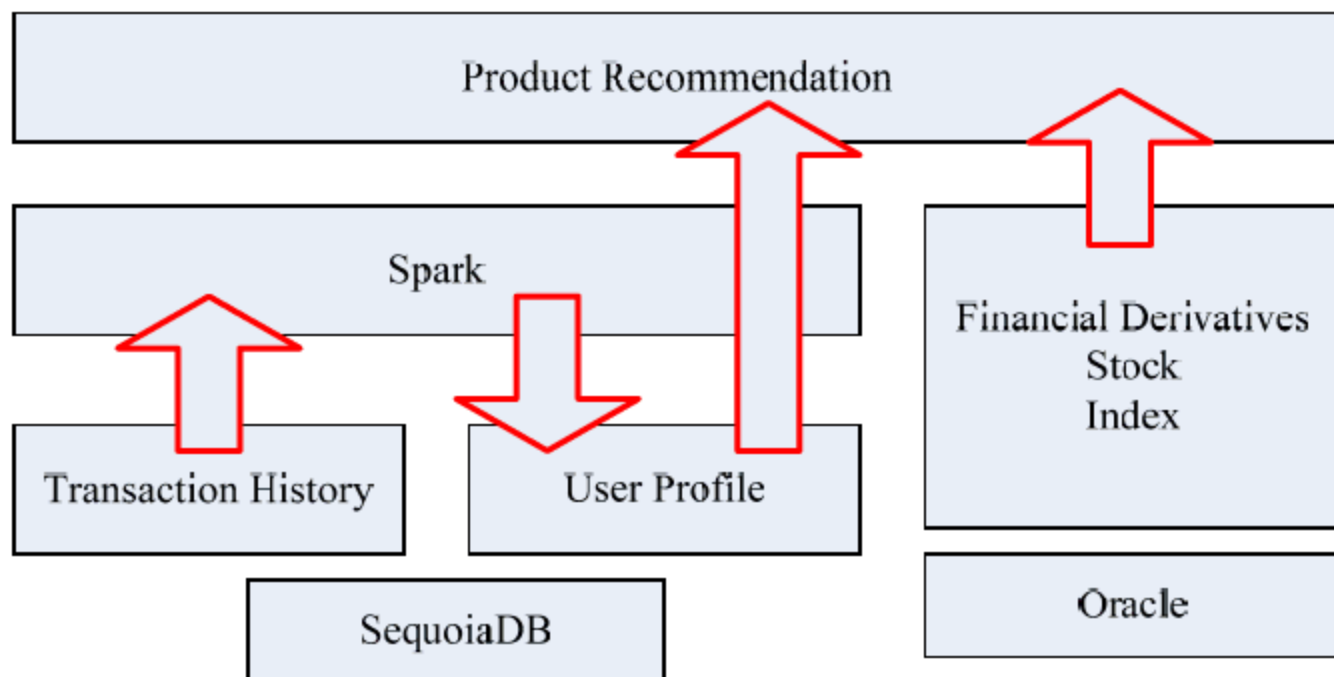 Product Recommendation
Spark
Financial Derivatives
Stock
Index
Transaction History
User Profile
SequoiaDB
Oracle